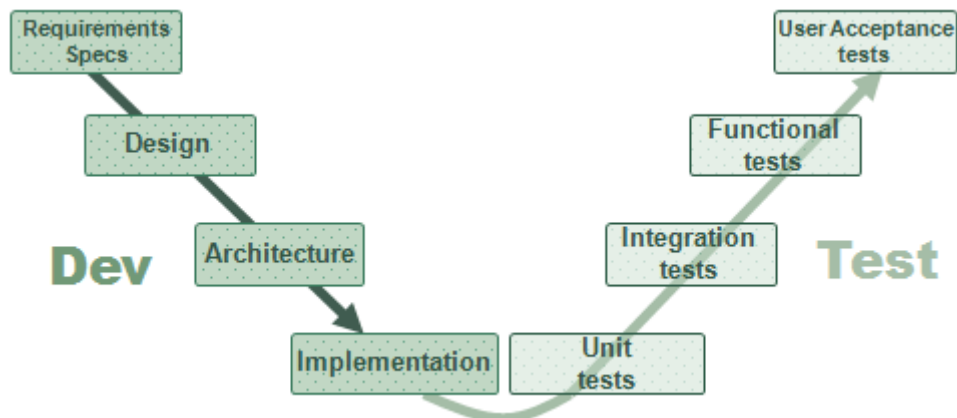 Requirements
Specs
User Acceptance
tests
Design
Functional
tests
Architecture
Integration
tests
Dev
Test
Implementation
Unit
tests